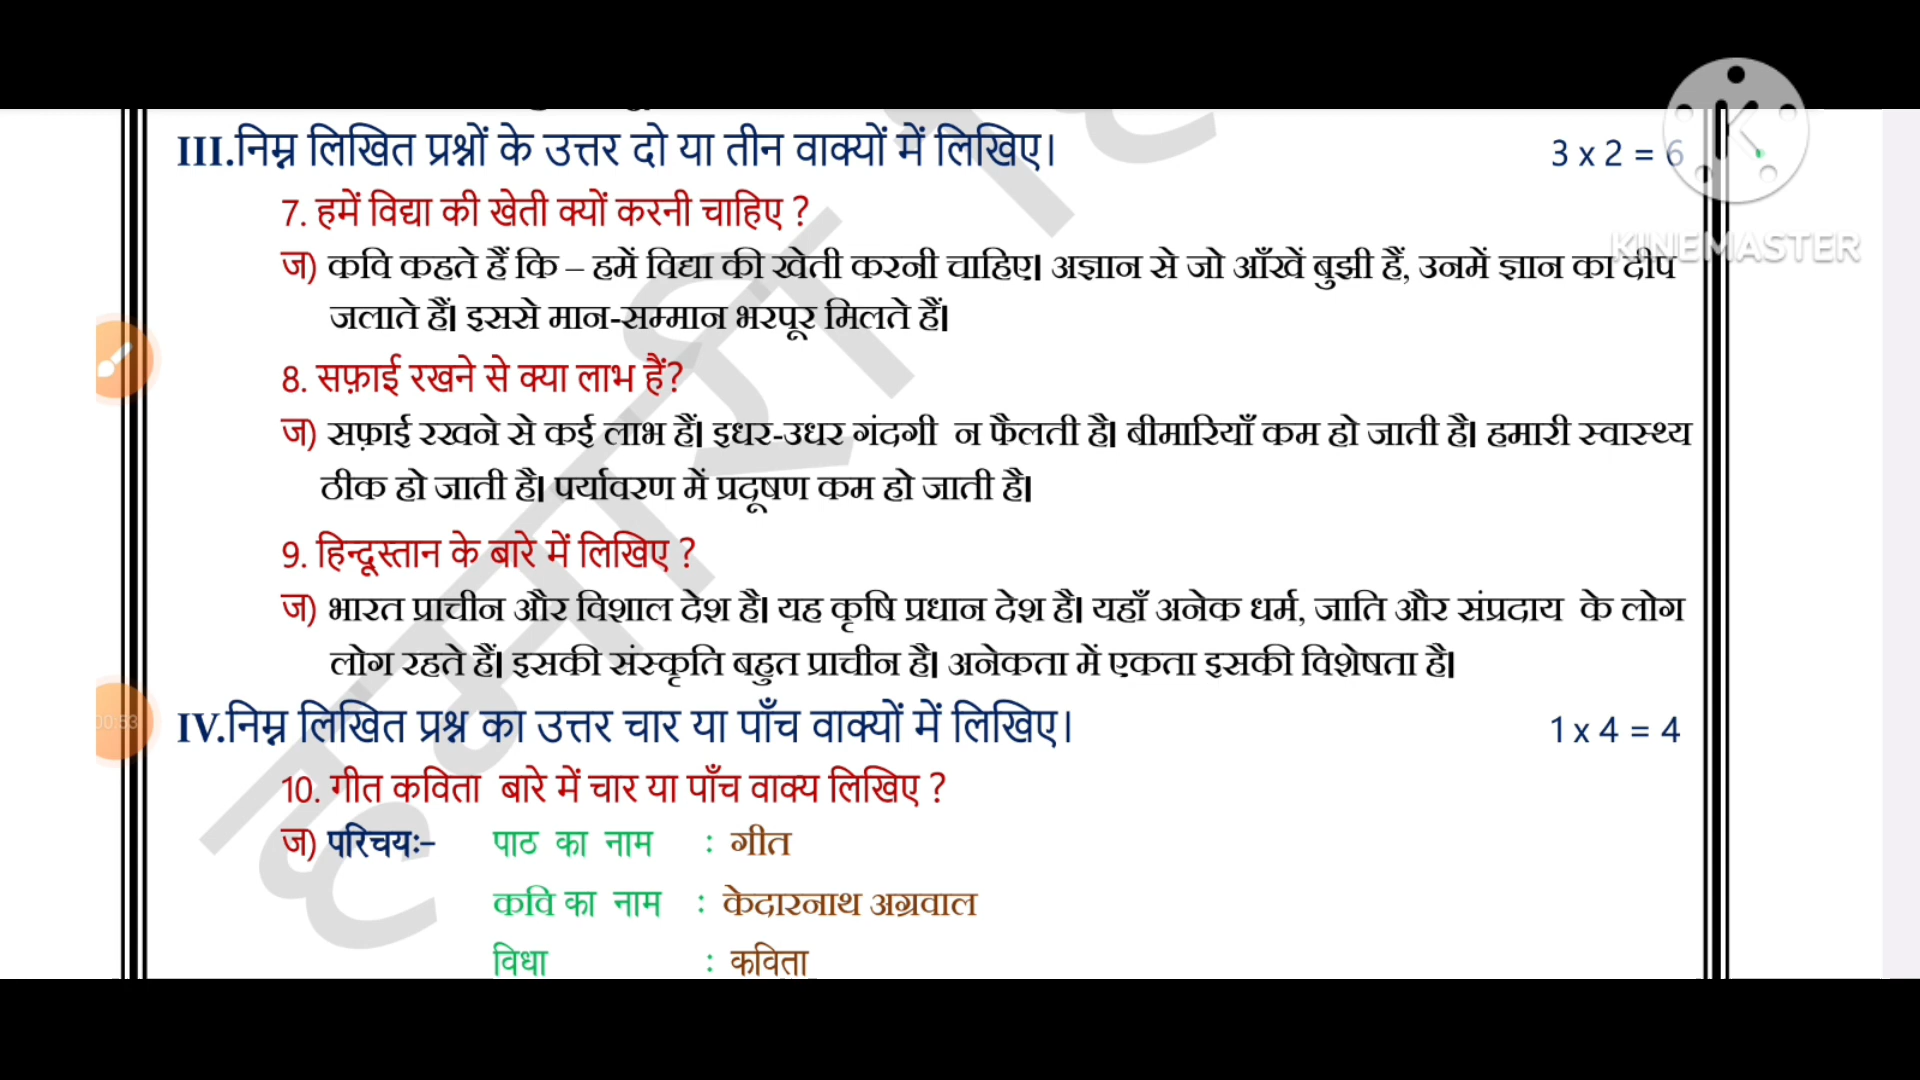 III.निम्न लिखित प्रश्नों के उत्तर दो या तीन वाक्यों में लिखिए। 3 x 2 = 6
KINEMASTER
7. हमें विद्या की खेती क्यों करनी चाहिए ?
ज) कवि कहते हैं कि – हमें विद्या की खेती करनी चाहिए। अज्ञान से जो आँखें बुझी हैं, उनमें ज्ञान का दीप
जलाते हैं। इससे मान-सम्मान भरपूर मिलते हैं।
8. सफ़ाई रखने से क्या लाभ हैं?
ज) सफ़ाई रखने से कई लाभ हैं। इधर-उधर गंदगी न फैलती है। बीमारियाँ कम हो जाती है। हमारी स्वास्थ्य
ठीक हो जाती है। पर्यावरण में प्रदूषण कम हो जाती है।
9. हिन्दूस्तान के बारे में लिखिए ?
ज) भारत प्राचीन और विशाल देश है। यह कृषि प्रधान देश है। यहाँ अनेक धर्म, जाति और संप्रदाय के लोग
लोग रहते हैं। इसकी संस्कृति बहुत प्राचीन है। अनेकता में एकता इसकी विशेषता है।
00:53
IV.निम्न लिखित प्रश्न का उत्तर चार या पाँच वाक्यों में लिखिए। 1 x 4 = 4
10. गीत कविता बारे में चार या पाँच वाक्य लिखिए ?
ज) परिचयः- पाठ का नाम : गीत
कवि का नाम : केदारनाथ अग्रवाल
विधा : कविता